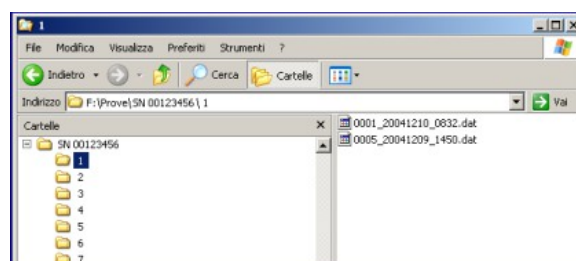 1
File Modifica Visualizza Preferiti Strumenti ?
Indietro Cerca Cartelle
Indirizzo F:\Prove\SN 00123456\ 1 Vai
Cartelle
SN 00123456
1
2
3
4
5
6
7
0001_20041210_0832.dat
0005_20041209_1450.dat